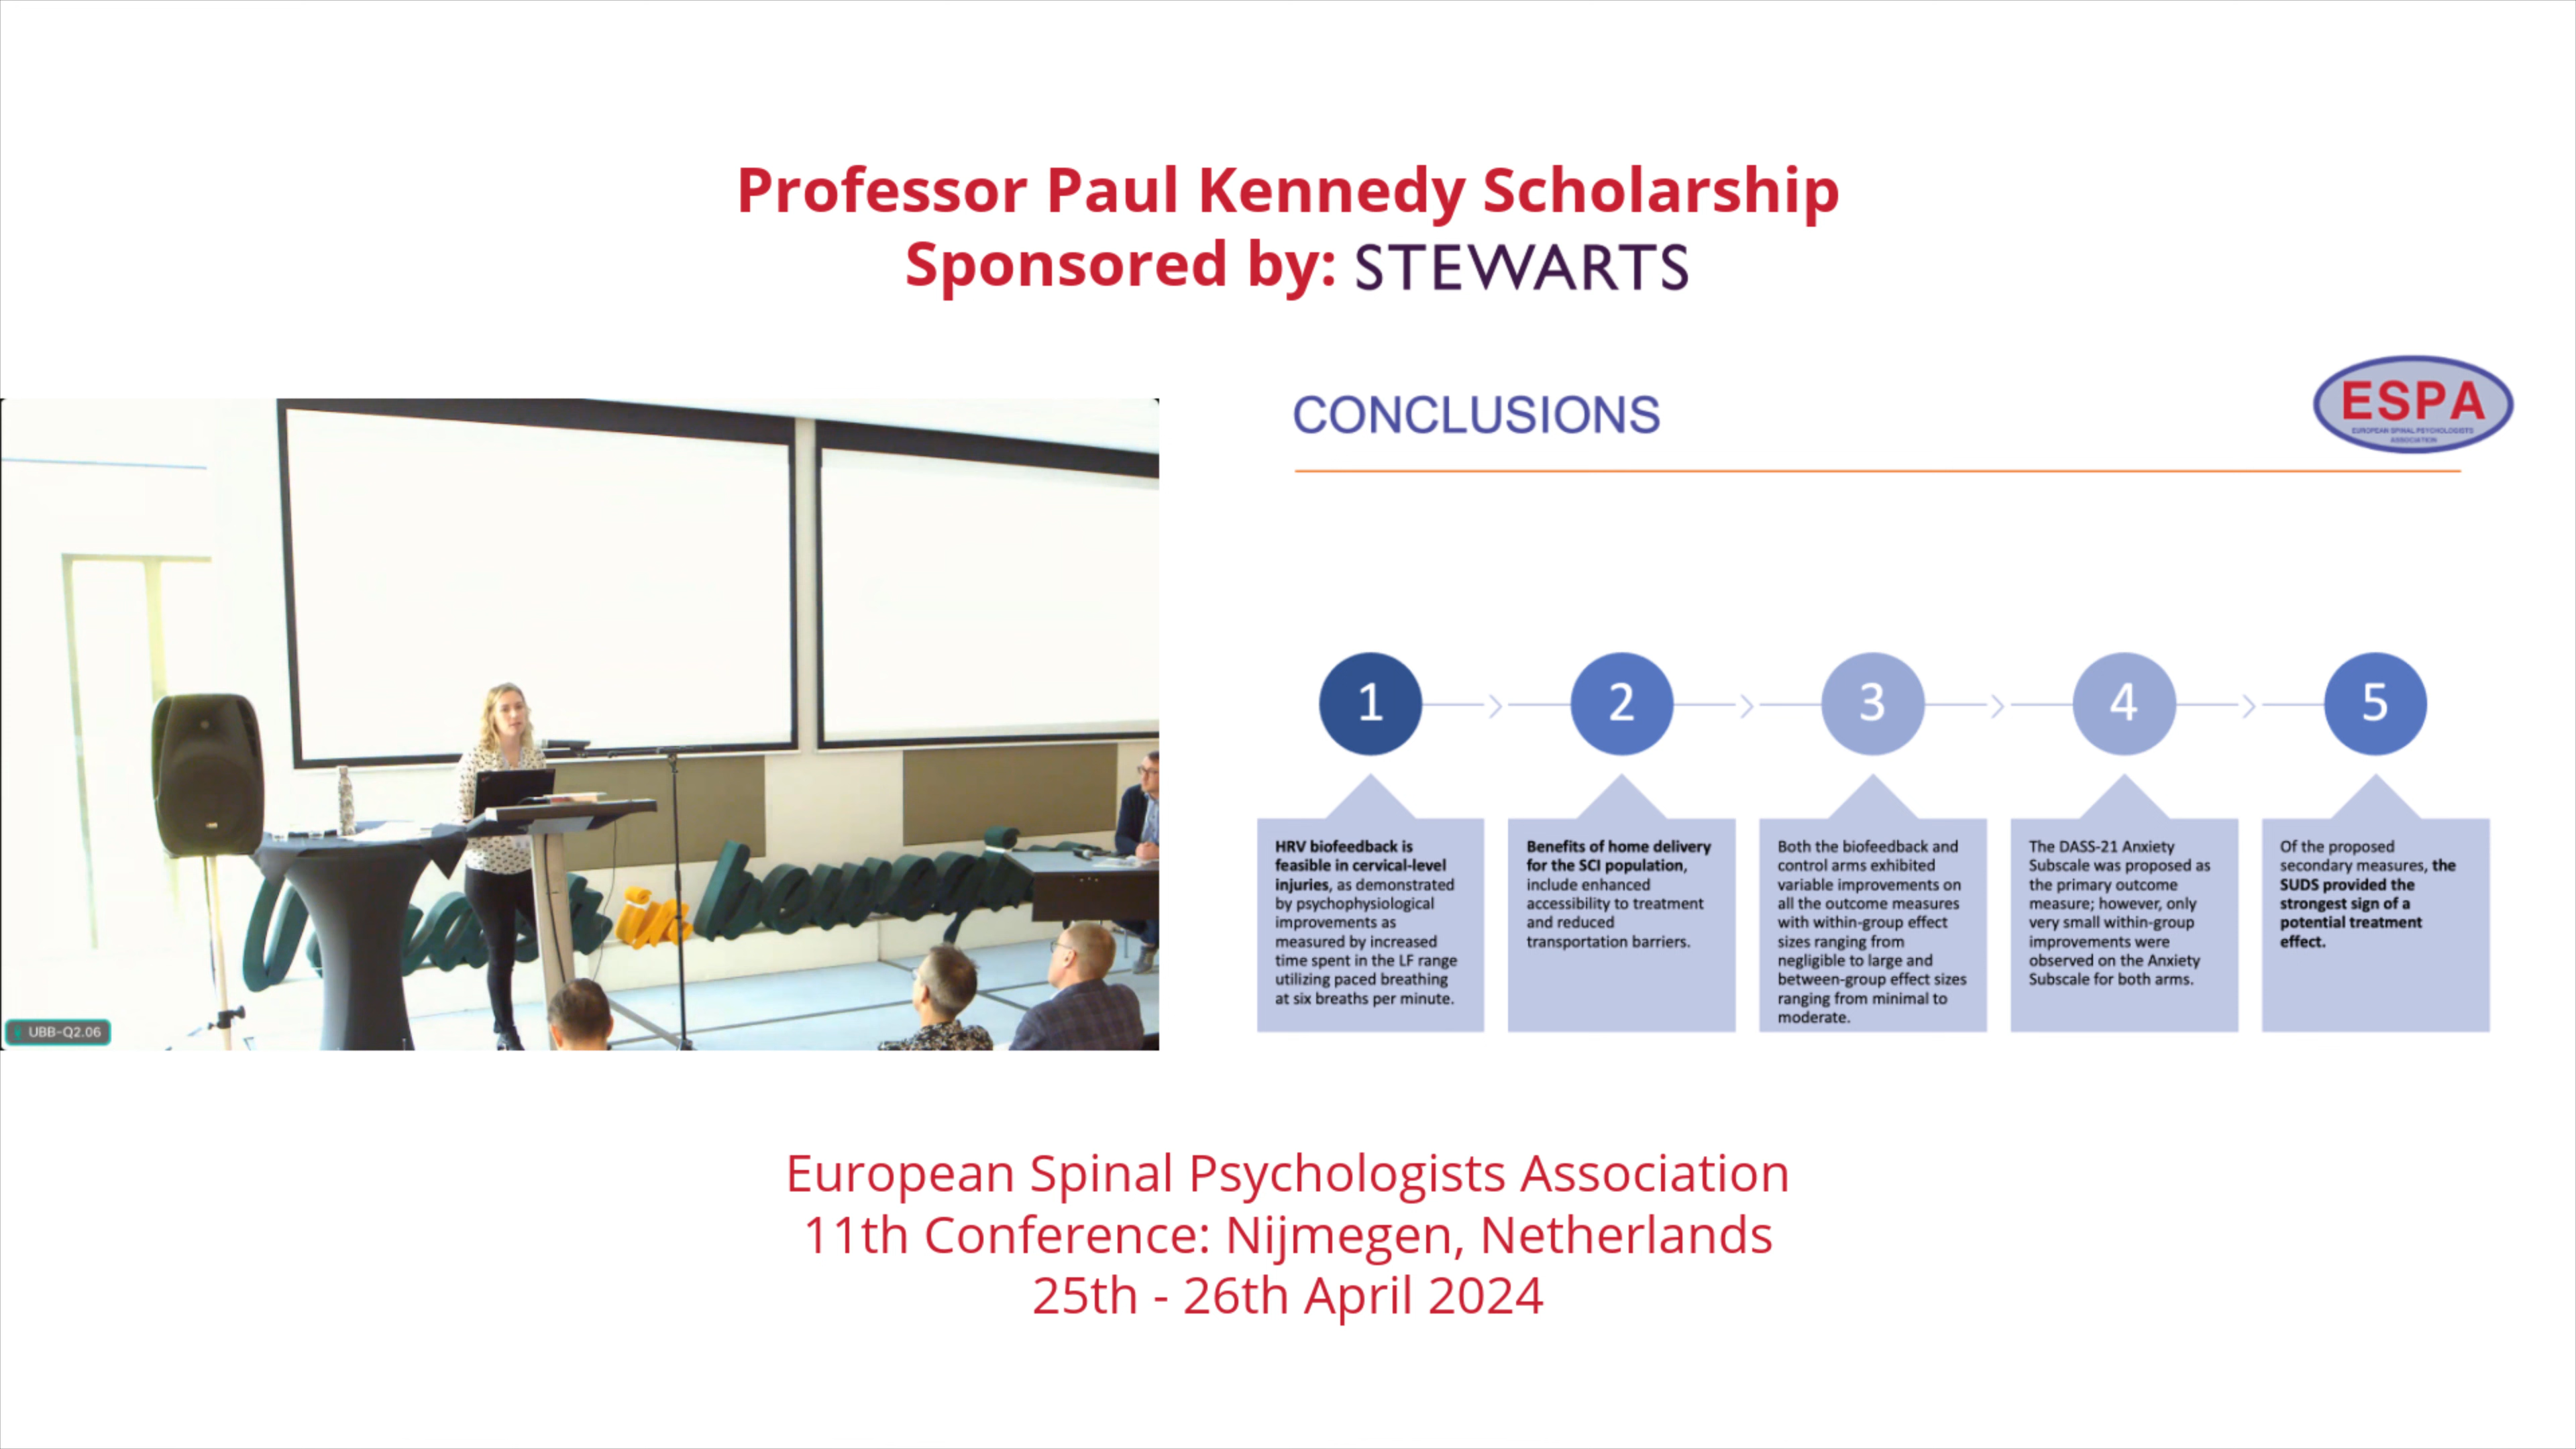 Professor Paul Kennedy Scholarship
Sponsored by: STEWARTS
CONCLUSIONS
ESPA
EUROPEAN SPINAL PSYCHOLOGISTS
ASSOCIATION
1
2
3
4
5
HRV biofeedback is
feasible in cervical-level
injuries, as demonstrated
by psychophysiological
improvements as
measured by increased
time spent in the LF range
utilizing paced breathing
at six breaths per minute.
Benefits of home delivery
for the SCI population,
include enhanced
accessibility to treatment
and reduced
transportation barriers.
Both the biofeedback and
control arms exhibited
variable improvements on
all the outcome measures
with within-group effect
sizes ranging from
negligible to large and
between-group effect sizes
ranging from minimal to
moderate.
The DASS-21 Anxiety
Subscale was proposed as
the primary outcome
measure; however, only
very small within-group
improvements were
observed on the Anxiety
Subscale for both arms.
Of the proposed
secondary measures, the
SUDS provided the
strongest sign of a
potential treatment
effect.
in
UBB-Q2.06
European Spinal Psychologists Association
11th Conference: Nijmegen, Netherlands
25th - 26th April 2024